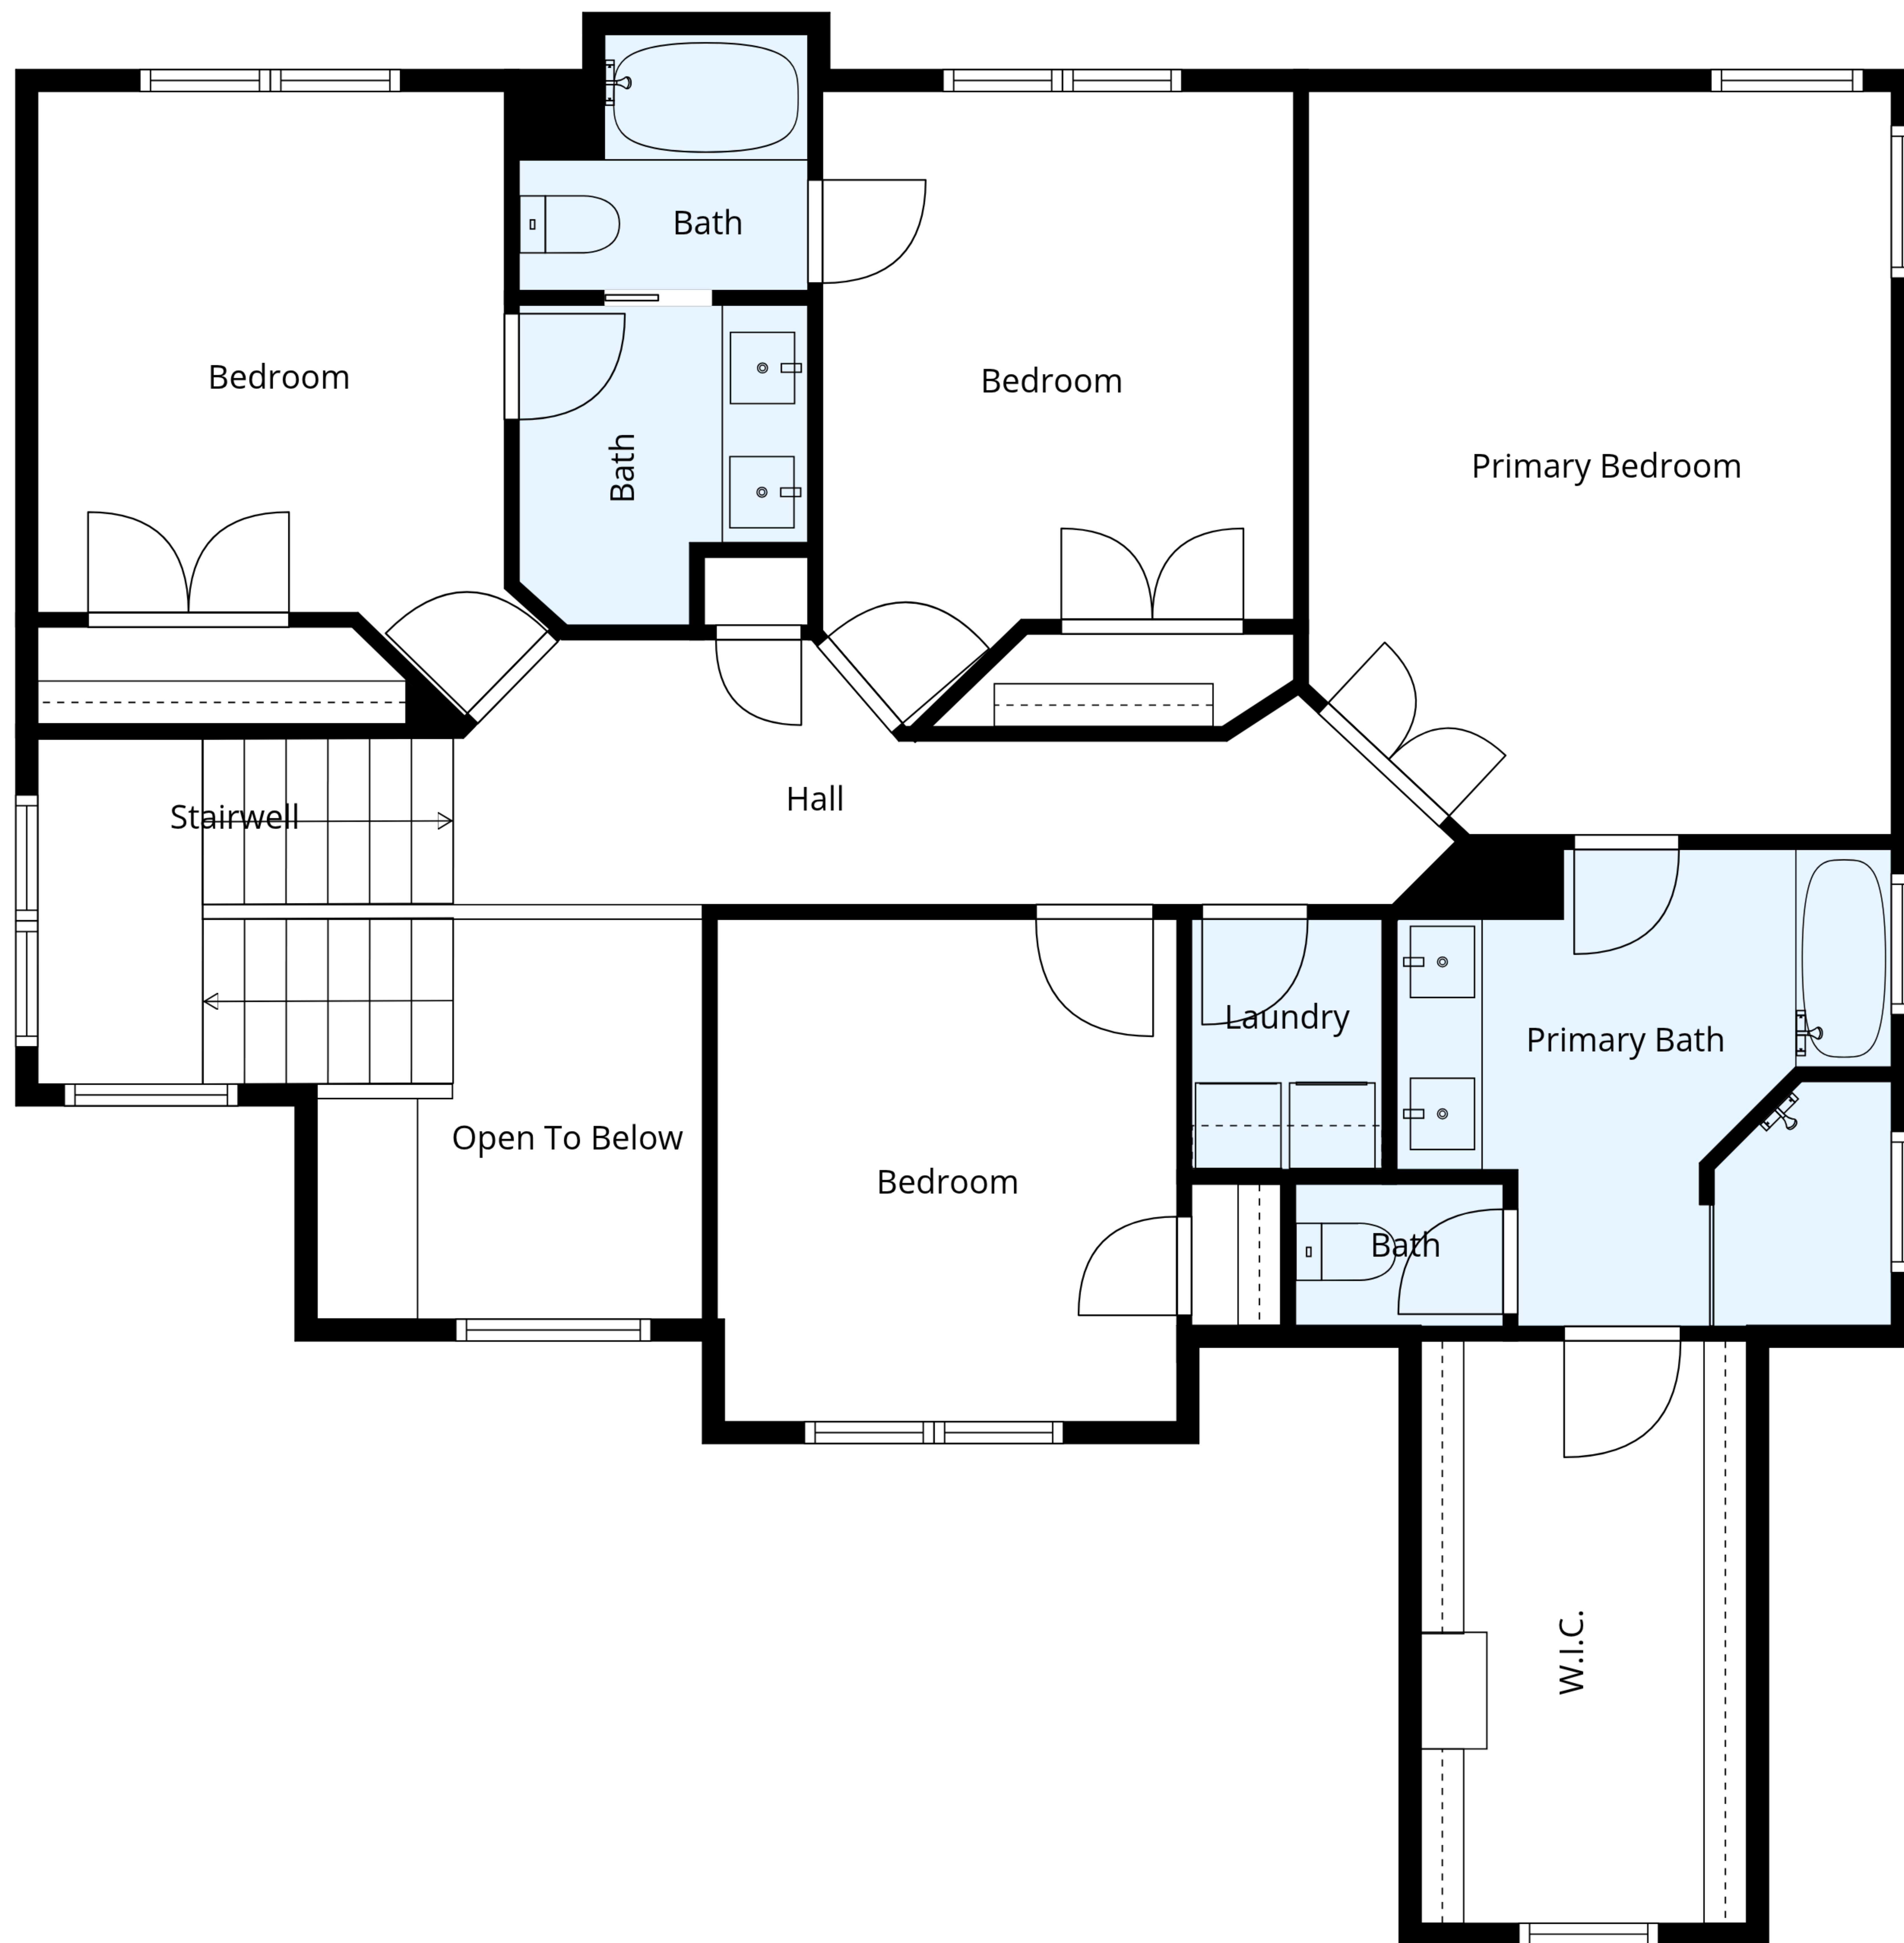 Bath
Bedroom
Bedroom
Bath
Primary Bedroom
Stairwell
Hall
Laundry
Primary Bath
Open To Below
Bedroom
Bath
W.I.C.